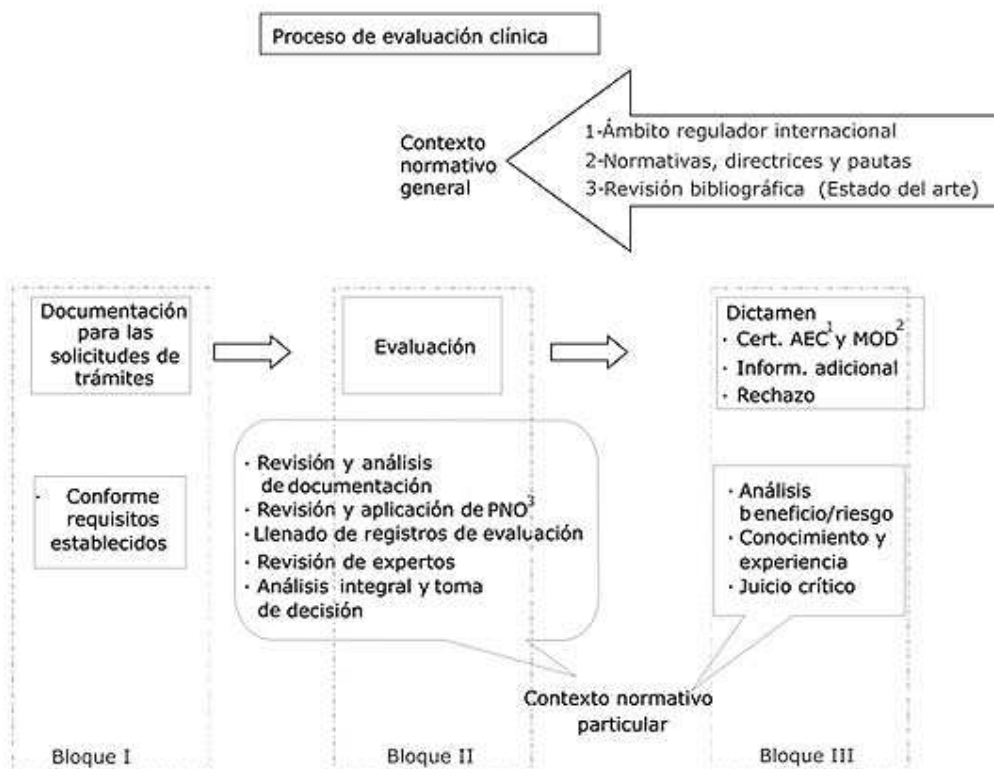 Proceso de evaluación clínica
Contexto
normativo
general
1-Ámbito regulador internacional
2-Normativas, directrices y pautas
3-Revisión bibliográfica (Estado del arte)
Documentación
para las
solicitudes de
trámites
Evaluación
Dictamen
· Cert. AEC¹ y MOD²
· Inform. adicional
· Rechazo
· Conforme
requisitos
establecidos
· Revisión y análisis
de documentación
· Revisión y aplicación de PNO³
· Llenado de registros de evaluación
· Revisión de expertos
· Análisis integral y toma
de decisión
· Análisis
beneficio/riesgo
· Conocimiento y
experiencia
· Juicio crítico
Contexto normativo
particular
Bloque I
Bloque II
Bloque III